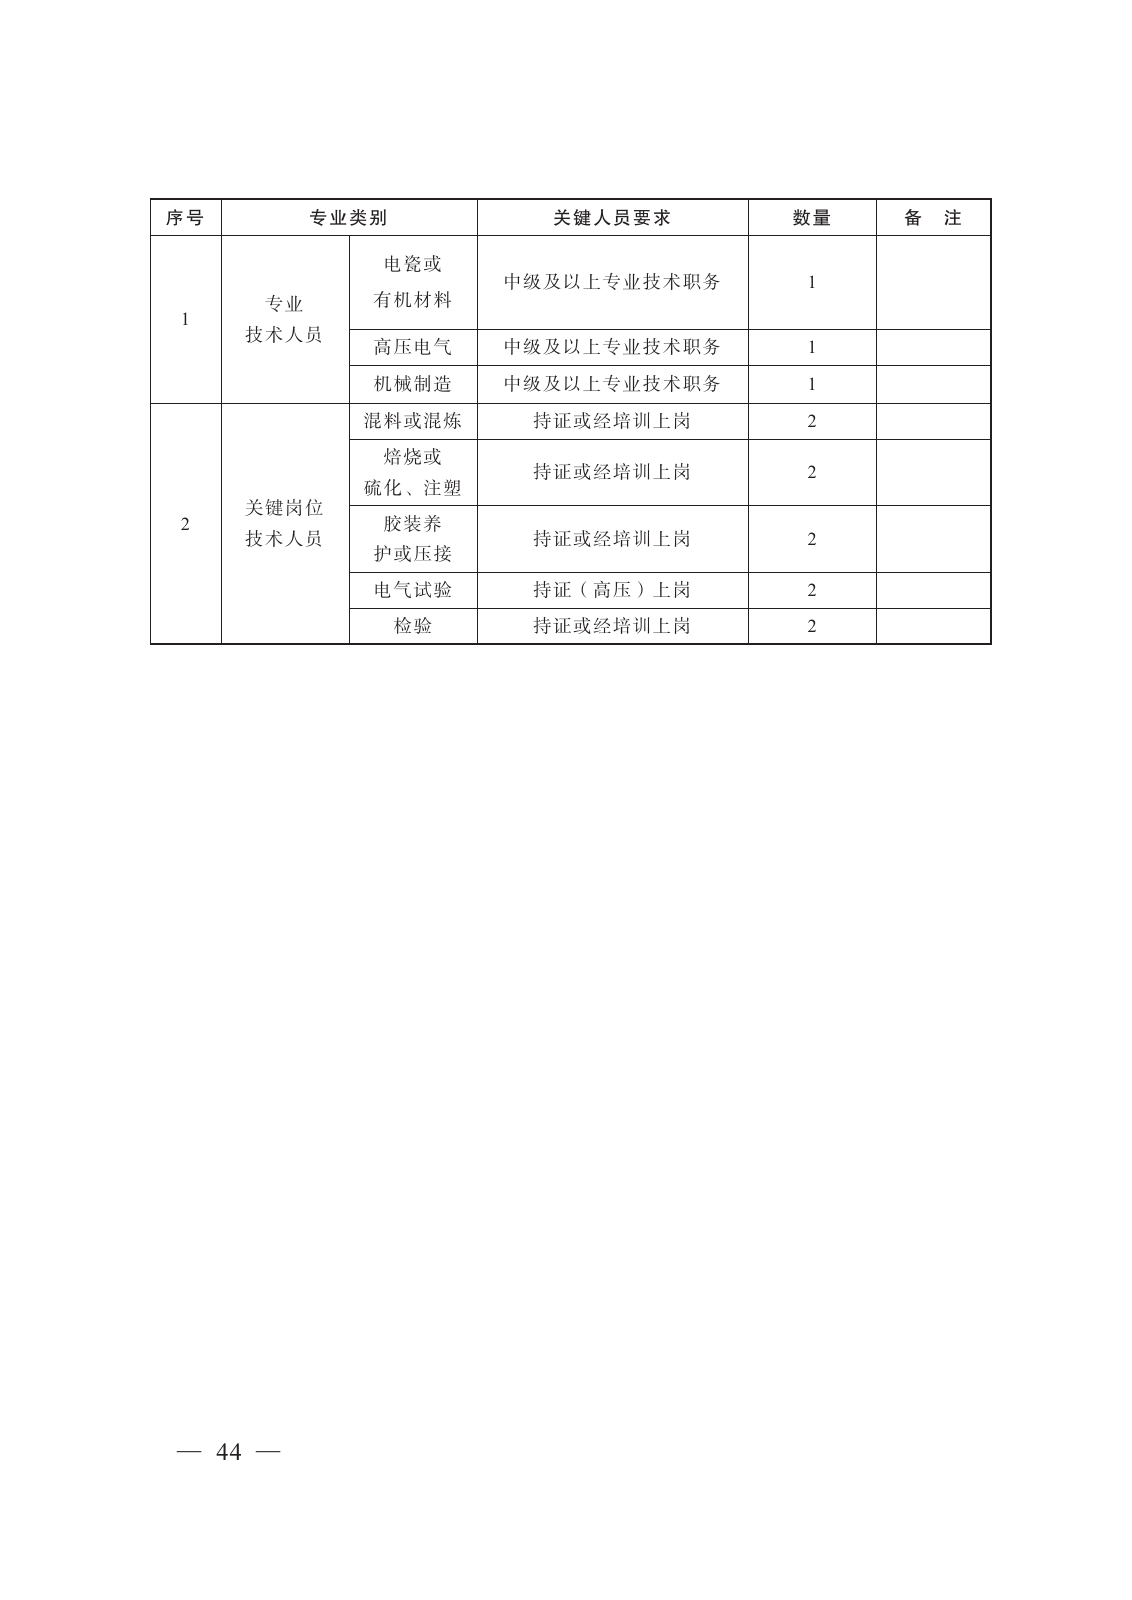 序号 专业类别 关键人员要求 数量 备 注
1
专业
技术人员
电瓷或
有机材料
中级及以上专业技术职务 1
高压电气 中级及以上专业技术职务 1
机械制造 中级及以上专业技术职务 1
2
关键岗位
技术人员
混料或混炼 持证或经培训上岗 2
焙烧或
硫化、注塑
持证或经培训上岗 2
胶装养
护或压接
持证或经培训上岗 2
电气试验 持证（高压）上岗 2
检验 持证或经培训上岗 2
— 44 —